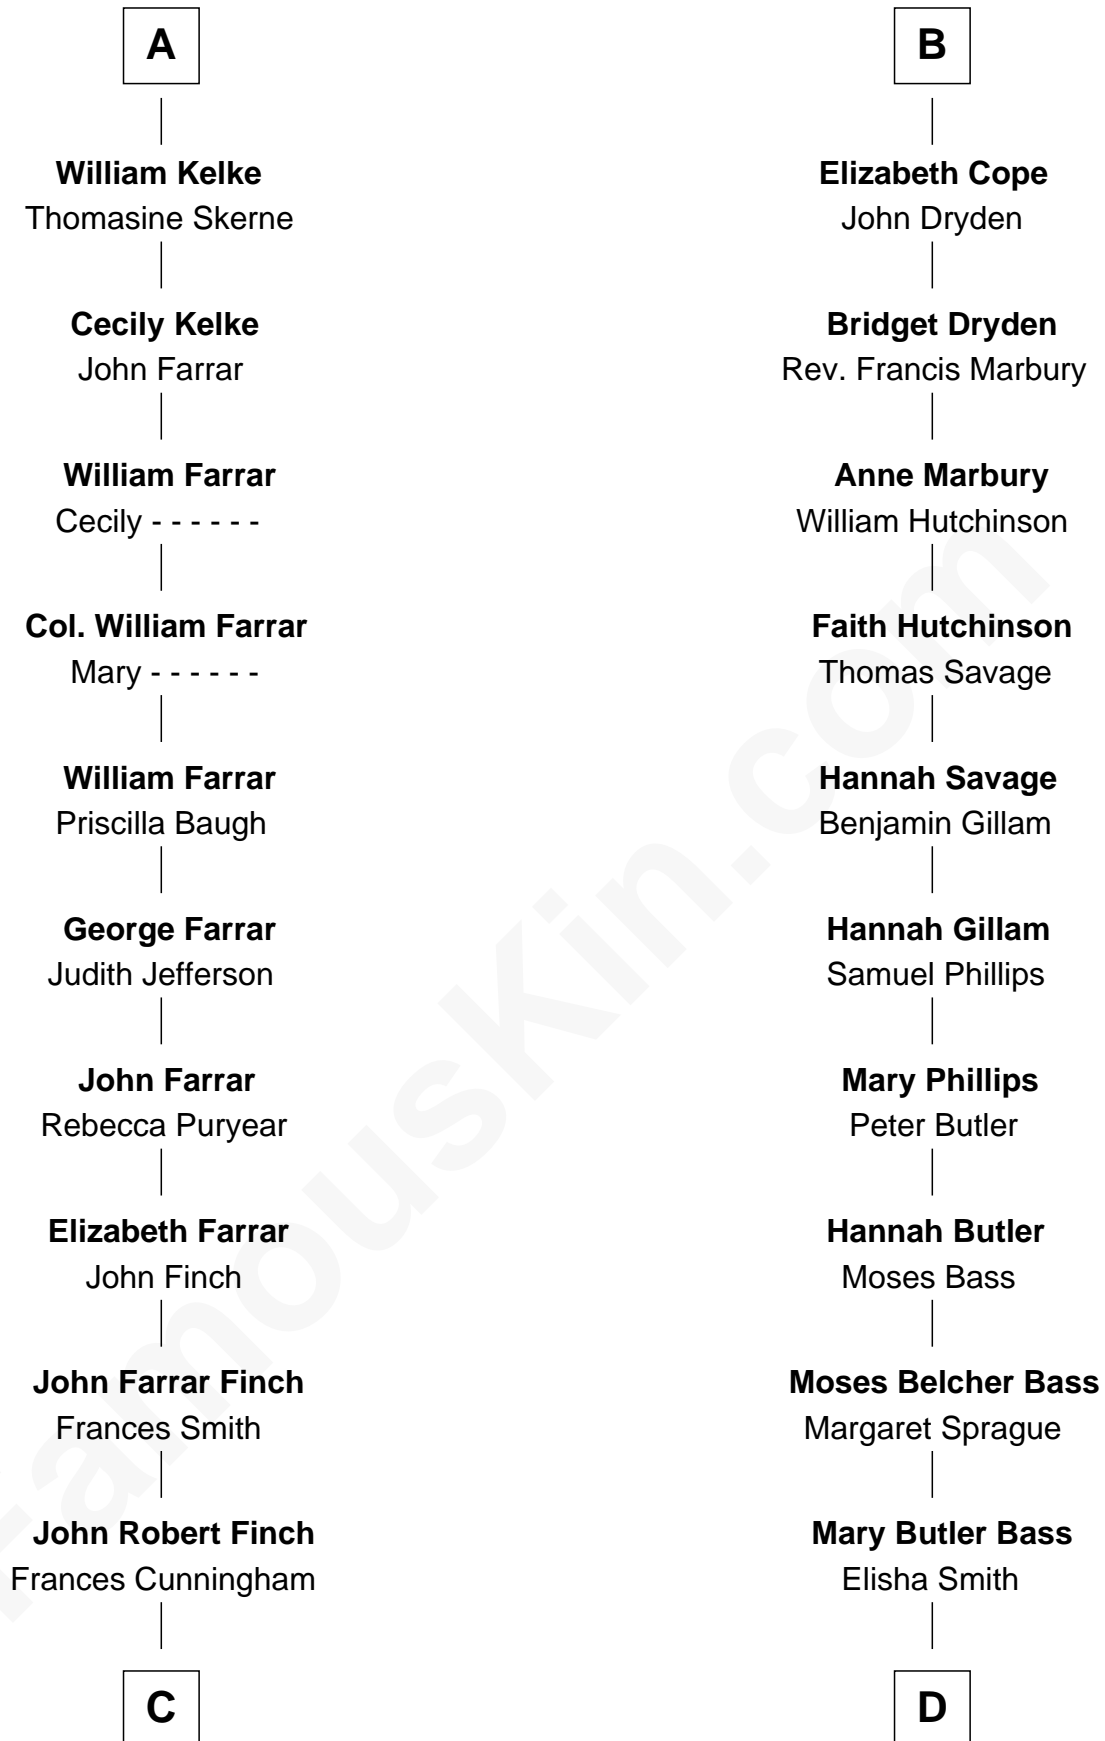 A
William Kelke
Thomasine Skerne
Cecily Kelke
John Farrar
William Farrar
Cecily - - - - - -
Col. William Farrar
Mary - - - - - -
William Farrar
Priscilla Baugh
George Farrar
Judith Jefferson
John Farrar
Rebecca Puryear
Elizabeth Farrar
John Finch
John Farrar Finch
Frances Smith
John Robert Finch
Frances Cunningham
C
B
Elizabeth Cope
John Dryden
Bridget Dryden
Rev. Francis Marbury
Anne Marbury
William Hutchinson
Faith Hutchinson
Thomas Savage
Hannah Savage
Benjamin Gillam
Hannah Gillam
Samuel Phillips
Mary Phillips
Peter Butler
Hannah Butler
Moses Bass
Moses Belcher Bass
Margaret Sprague
Mary Butler Bass
Elisha Smith
D
FamousKin.com